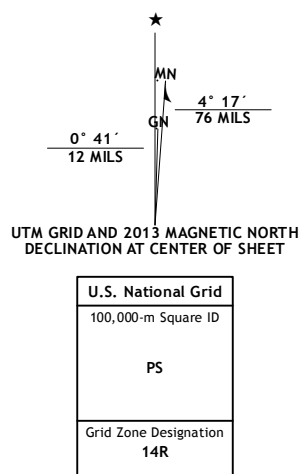 ★
MN
4° 17´
76 MILS
GN
0° 41´
12 MILS
UTM GRID AND 2013 MAGNETIC NORTH
DECLINATION AT CENTER OF SHEET
U.S. National Grid
100,000-m Square ID
PS
Grid Zone Designation
14R